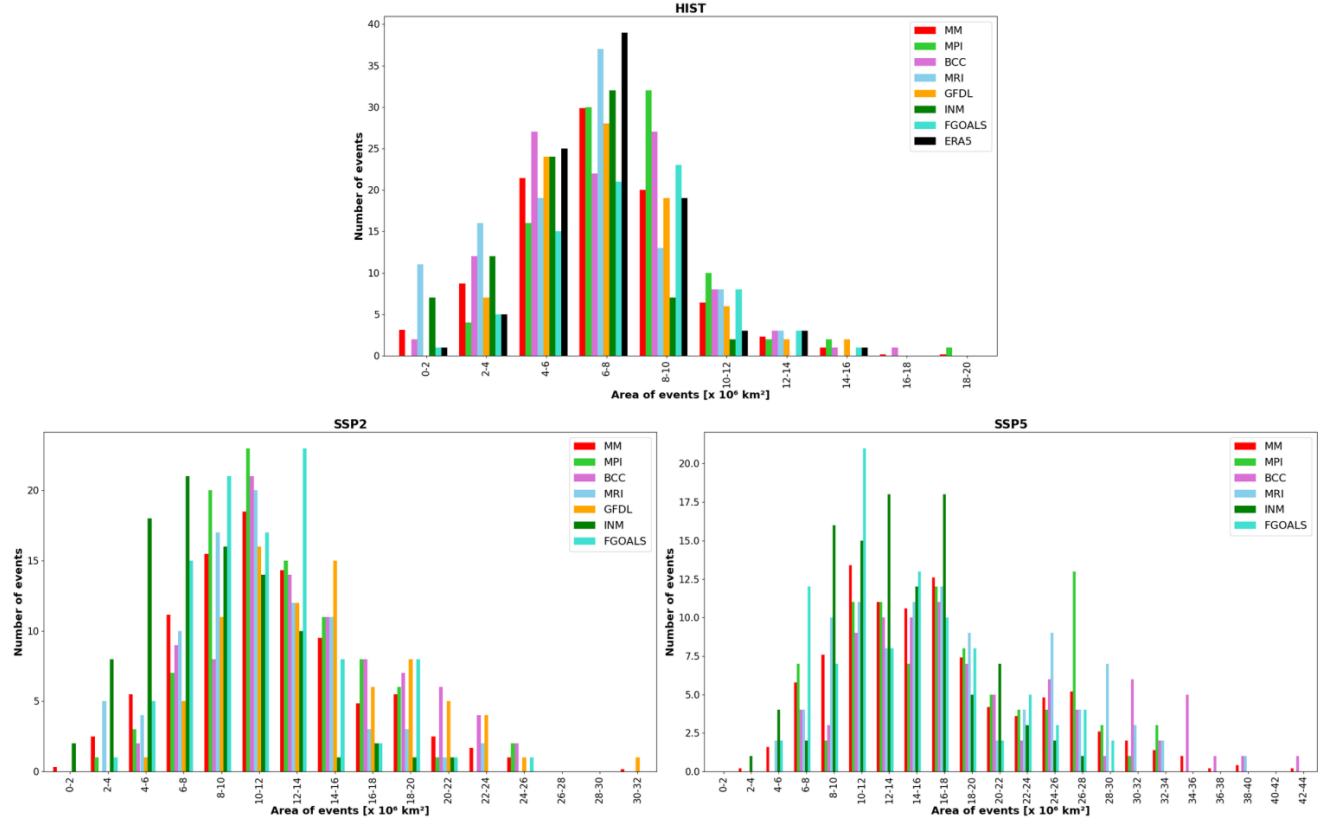 HIST
Number of events
40
35
30
25
20
15
10
5
0
MM
MPI
BCC
MRI
GFDL
INM
FGOALS
ERA5
0-2
2-4
4-6
6-8
8-10
10-12
12-14
14-16
16-18
18-20
Area of events [x 10⁶ km²]
SSP2
Number of events
20
15
10
5
0
MM
MPI
BCC
MRI
GFDL
INM
FGOALS
0-2
2-4
4-6
6-8
8-10
10-12
12-14
14-16
16-18
18-20
20-22
22-24
24-26
26-28
28-30
30-32
Area of events [x 10⁶ km²]
SSP5
Number of events
20.0
17.5
15.0
12.5
10.0
7.5
5.0
2.5
0.0
MM
MPI
BCC
MRI
INM
FGOALS
0-2
2-4
4-6
6-8
8-10
10-12
12-14
14-16
16-18
18-20
20-22
22-24
24-26
26-28
28-30
30-32
32-34
34-36
36-38
38-40
40-42
42-44
Area of events [x 10⁶ km²]